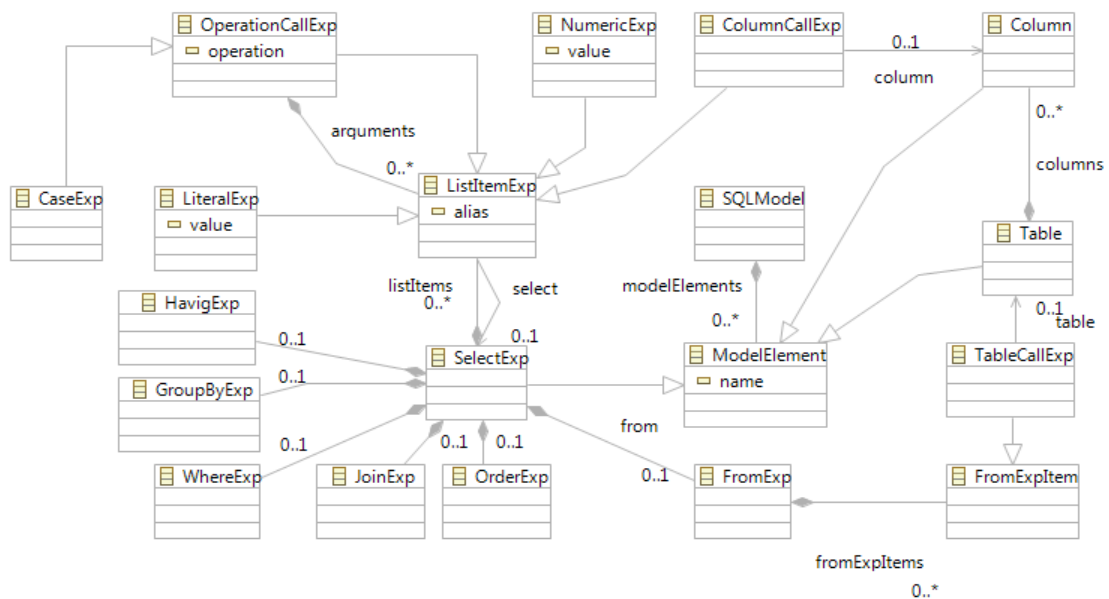 OperationCallExp
operation
NumericExp
value
ColumnCallExp
Column
0..1
column
arquments
0..*
0..*
columns
CaseExp
LiteralExp
value
ListItemExp
alias
SQLModel
Table
listItems
0..*
select
0..1
modelElements
0..*
0..1
table
HavigExp
0..1
SelectExp
ModelElement
name
TableCallExp
GroupByExp
0..1
from
0..1
0..1
0..1
0..1
WhereExp
JoinExp
OrderExp
FromExp
FromExpItem
fromExpItems
0..*